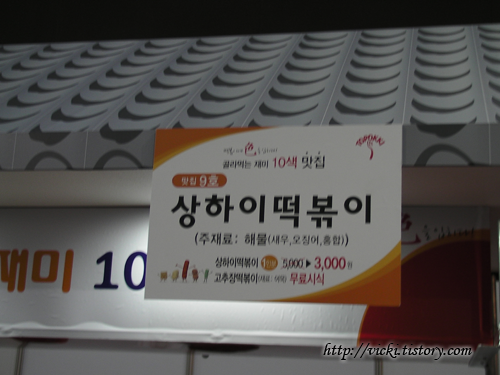 골라먹는 재미 10색 맛집
맛집 9호
상하이떡볶이
(주재료: 해물(새우,오징어,홍합))
상하이떡볶이 1인분 5,000 ▶ 3,000원
고추장떡볶이 무료시식
재미 10
http://vicki.tistory.com